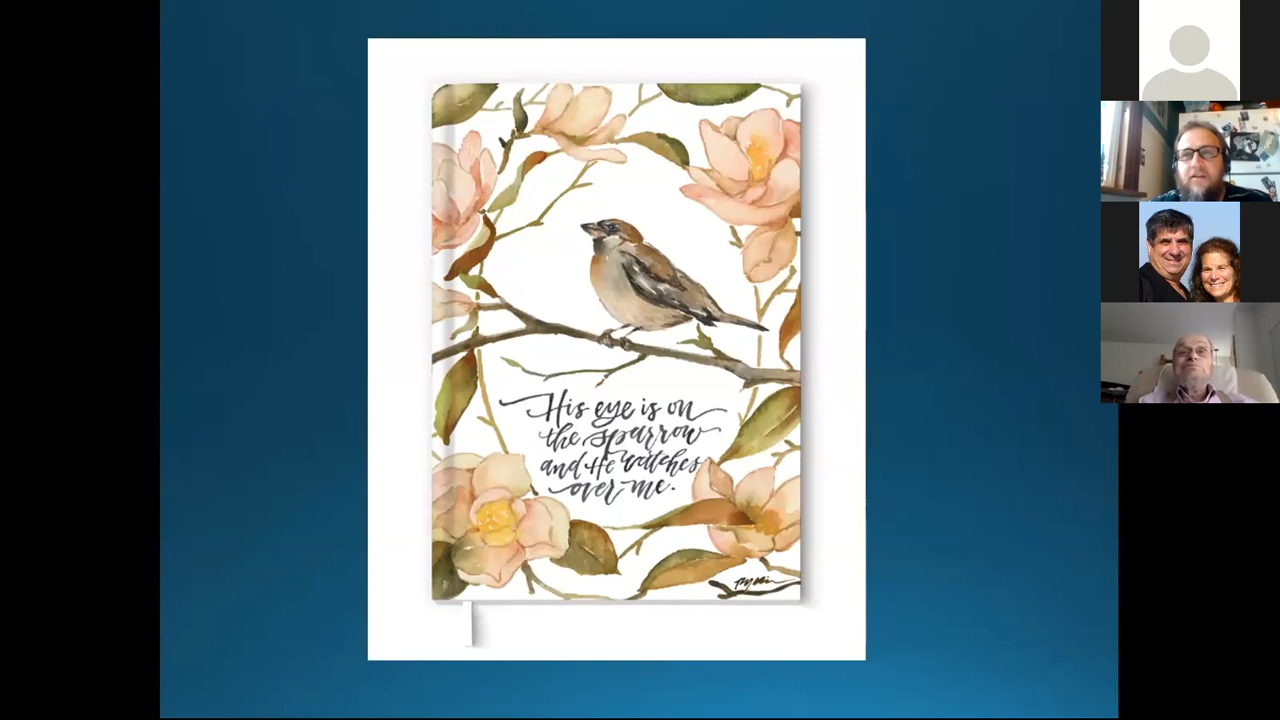 His eye is on
the sparrow
and He watches
over me.